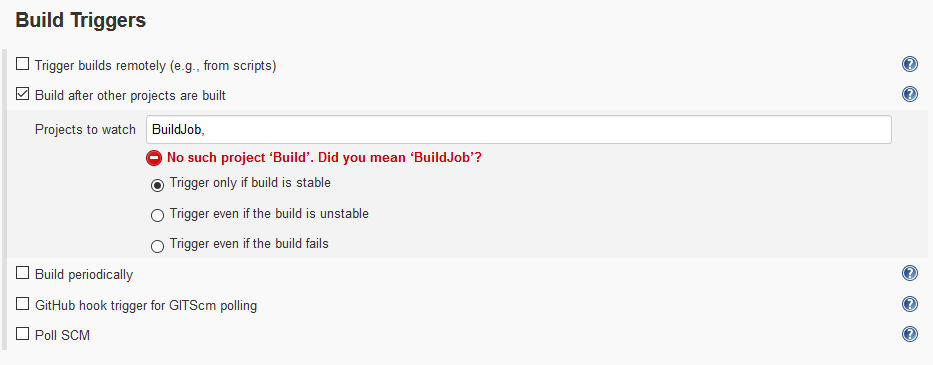 Build Triggers
Trigger builds remotely (e.g., from scripts)
Build after other projects are built
Projects to watch BuildJob,
No such project ‘Build’. Did you mean ‘BuildJob’?
Trigger only if build is stable
Trigger even if the build is unstable
Trigger even if the build fails
Build periodically
GitHub hook trigger for GITScm polling
Poll SCM